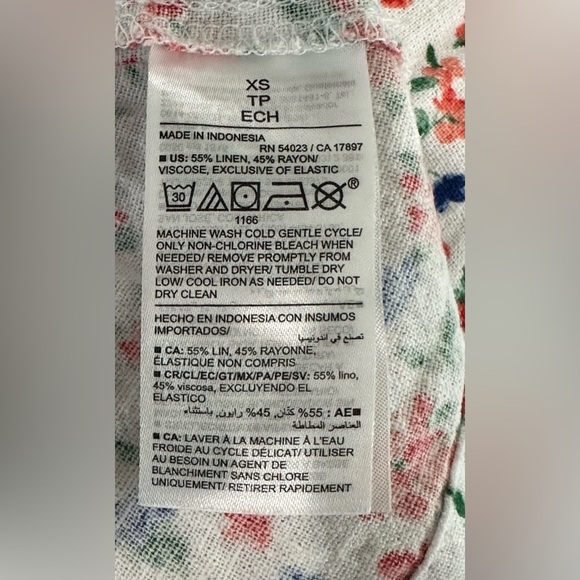 XS
TP
ECH
MADE IN INDONESIA
RN 54023 / CA 17897
■ US: 55% LINEN, 45% RAYON/
VISCOSE, EXCLUSIVE OF ELASTIC
30
®
1166
MACHINE WASH COLD GENTLE CYCLE/
ONLY NON-CHLORINE BLEACH WHEN
NEEDED/ REMOVE PROMPTLY FROM
WASHER AND DRYER/ TUMBLE DRY
LOW/ COOL IRON AS NEEDED/ DO NOT
DRY CLEAN
HECHO EN INDONESIA CON INSUMOS
IMPORTADOS/
صنع في اندونيسيا
■ CA: 55% LIN, 45% RAYONNE,
ÉLASTIQUE NON COMPRIS
■ CR/CL/EC/GT/MX/PA/PE/SV: 55% lino,
45% viscosa, EXCLUYENDO EL
ELASTICO
■ AE : 55% كتان, 45% رايون, باستثناء
العناصر المطاطة
■ CA: LAVER À LA MACHINE À L'EAU
FROIDE AU CYCLE DÉLICAT/ UTILISER
AU BESOIN UN AGENT DE
BLANCHIMENT SANS CHLORE
UNIQUEMENT/ RETIRER RAPIDEMENT